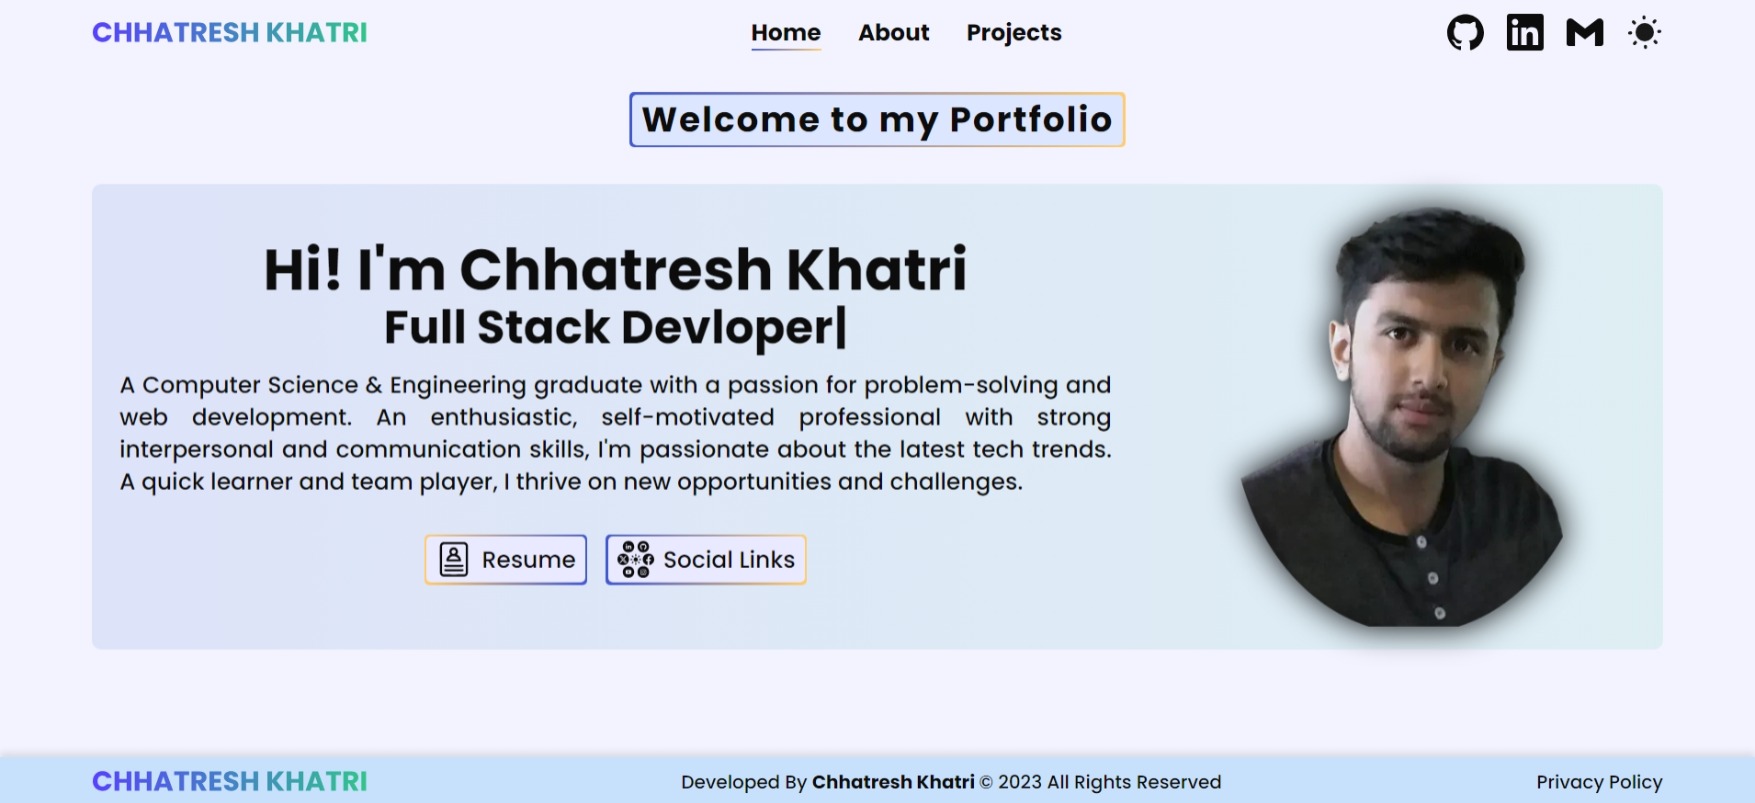 CHHATRESH KHATRI
Home About Projects
Welcome to my Portfolio
Hi! I'm Chhatresh Khatri
Full Stack Devloper|
A Computer Science & Engineering graduate with a passion for problem-solving and
web development. An enthusiastic, self-motivated professional with strong
interpersonal and communication skills, I'm passionate about the latest tech trends.
A quick learner and team player, I thrive on new opportunities and challenges.
Resume Social Links
CHHATRESH KHATRI
Developed By Chhatresh Khatri © 2023 All Rights Reserved
Privacy Policy